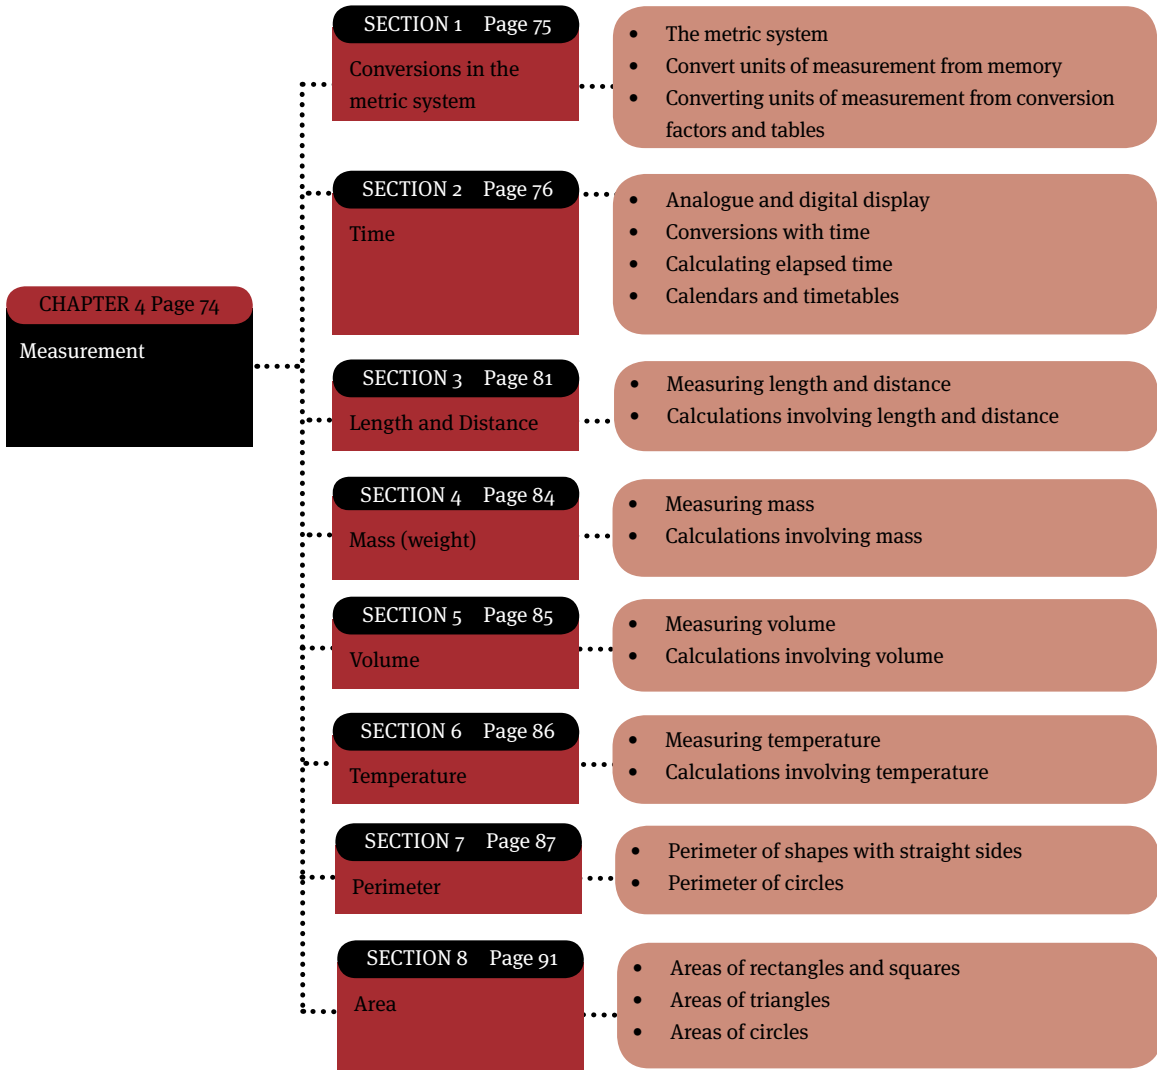 CHAPTER 4 Page 74
Measurement
SECTION 1 Page 75
Conversions in the
metric system
• The metric system
• Convert units of measurement from memory
• Converting units of measurement from conversion
factors and tables
SECTION 2 Page 76
Time
• Analogue and digital display
• Conversions with time
• Calculating elapsed time
• Calendars and timetables
SECTION 3 Page 81
Length and Distance
• Measuring length and distance
• Calculations involving length and distance
SECTION 4 Page 84
Mass (weight)
• Measuring mass
• Calculations involving mass
SECTION 5 Page 85
Volume
• Measuring volume
• Calculations involving volume
SECTION 6 Page 86
Temperature
• Measuring temperature
• Calculations involving temperature
SECTION 7 Page 87
Perimeter
• Perimeter of shapes with straight sides
• Perimeter of circles
SECTION 8 Page 91
Area
• Areas of rectangles and squares
• Areas of triangles
• Areas of circles